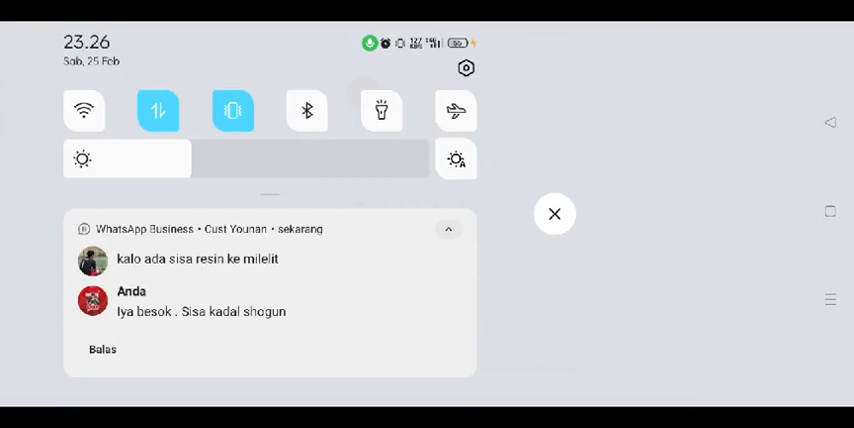 23.26
Sab, 25 Feb
WhatsApp Business • Cust Younan • sekarang
kalo ada sisa resin ke milelit
Anda
Iya besok . Sisa kadal shogun
Balas